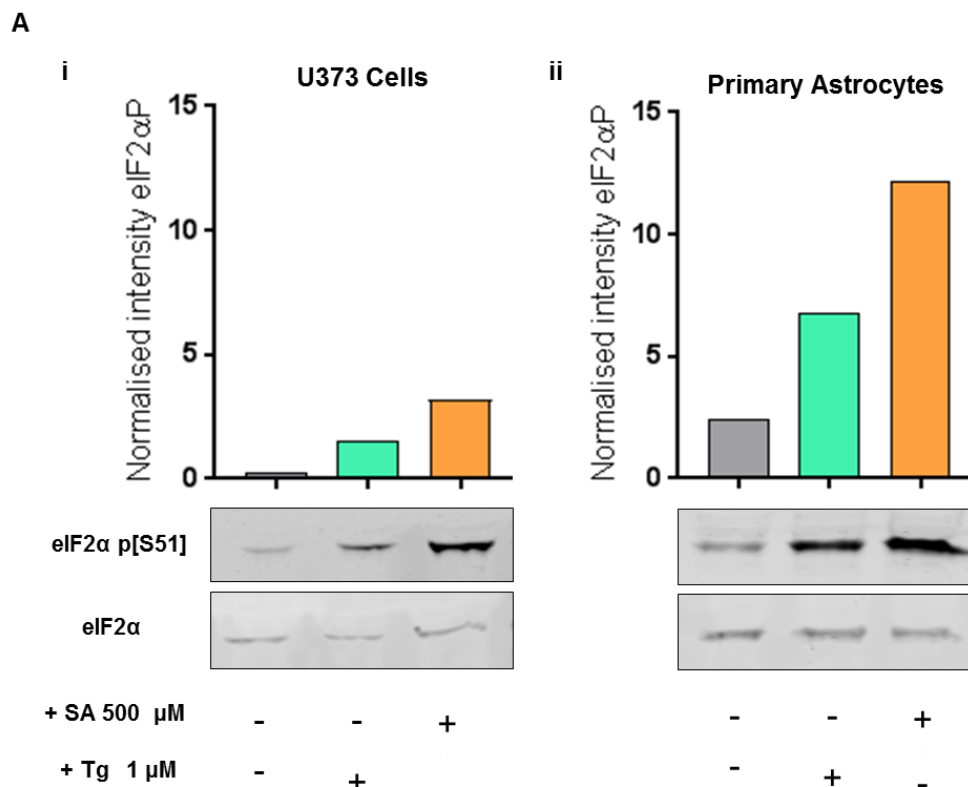 A
i
U373 Cells
Normalised intensity eIF2αP
15
10
5
0
ii
Primary Astrocytes
Normalised intensity eIF2αP
15
10
5
0
eIF2α p[S51]
eIF2α
+ SA 500 µM - - + - - +
+ Tg 1 µM - + - + -